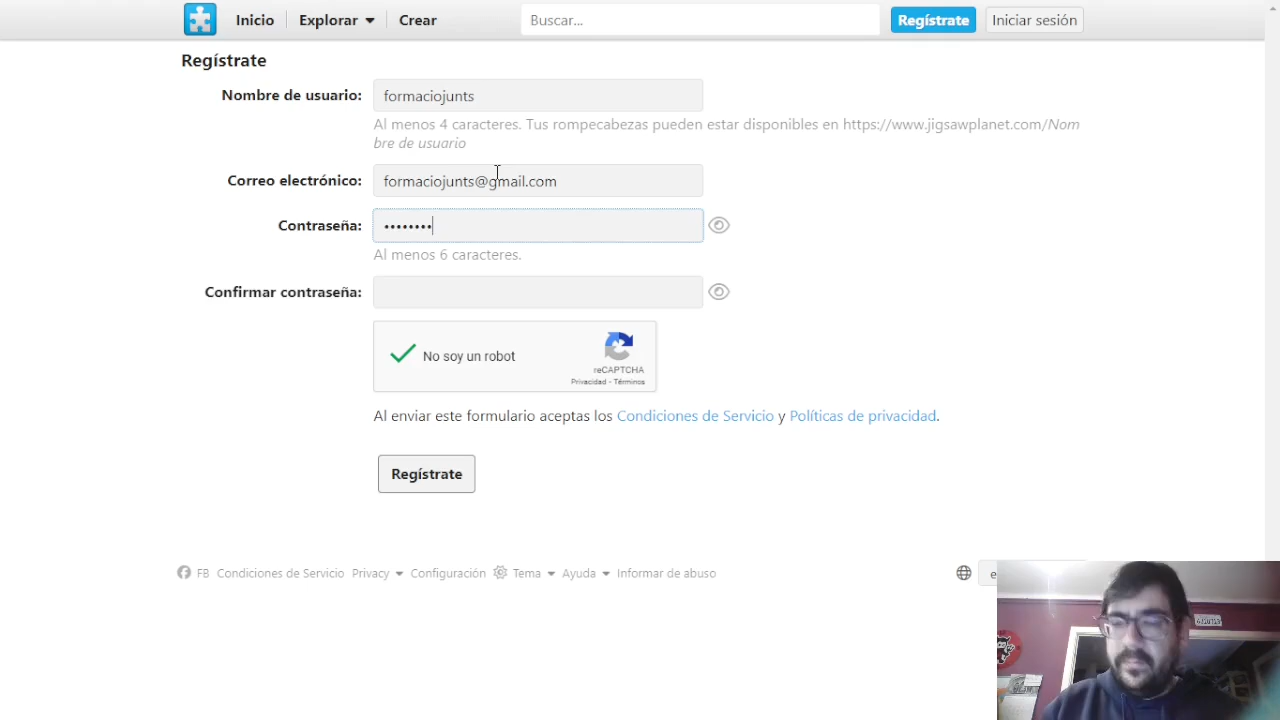 Inicio Explorar Crear Buscar... Regístrate Iniciar sesión
Regístrate
Nombre de usuario: formaciojunts
Al menos 4 caracteres. Tus rompecabezas pueden estar disponibles en https://www.jigsawplanet.com/Nom
bre de usuario
Correo electrónico: formaciojunts@gmail.com
Contraseña: ••••••••
Al menos 6 caracteres.
Confirmar contraseña:
No soy un robot
reCAPTCHA
Privacidad - Términos
Al enviar este formulario aceptas los Condiciones de Servicio y Políticas de privacidad.
Regístrate
FB Condiciones de Servicio Privacy Configuración Tema Ayuda Informar de abuso